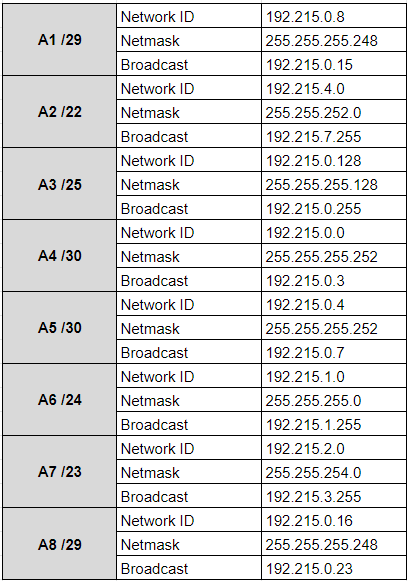 A1 /29
Network ID 192.215.0.8
Netmask 255.255.255.248
Broadcast 192.215.0.15
A2 /22
Network ID 192.215.4.0
Netmask 255.255.252.0
Broadcast 192.215.7.255
A3 /25
Network ID 192.215.0.128
Netmask 255.255.255.128
Broadcast 192.215.0.255
A4 /30
Network ID 192.215.0.0
Netmask 255.255.255.252
Broadcast 192.215.0.3
A5 /30
Network ID 192.215.0.4
Netmask 255.255.255.252
Broadcast 192.215.0.7
A6 /24
Network ID 192.215.1.0
Netmask 255.255.255.0
Broadcast 192.215.1.255
A7 /23
Network ID 192.215.2.0
Netmask 255.255.254.0
Broadcast 192.215.3.255
A8 /29
Network ID 192.215.0.16
Netmask 255.255.255.248
Broadcast 192.215.0.23